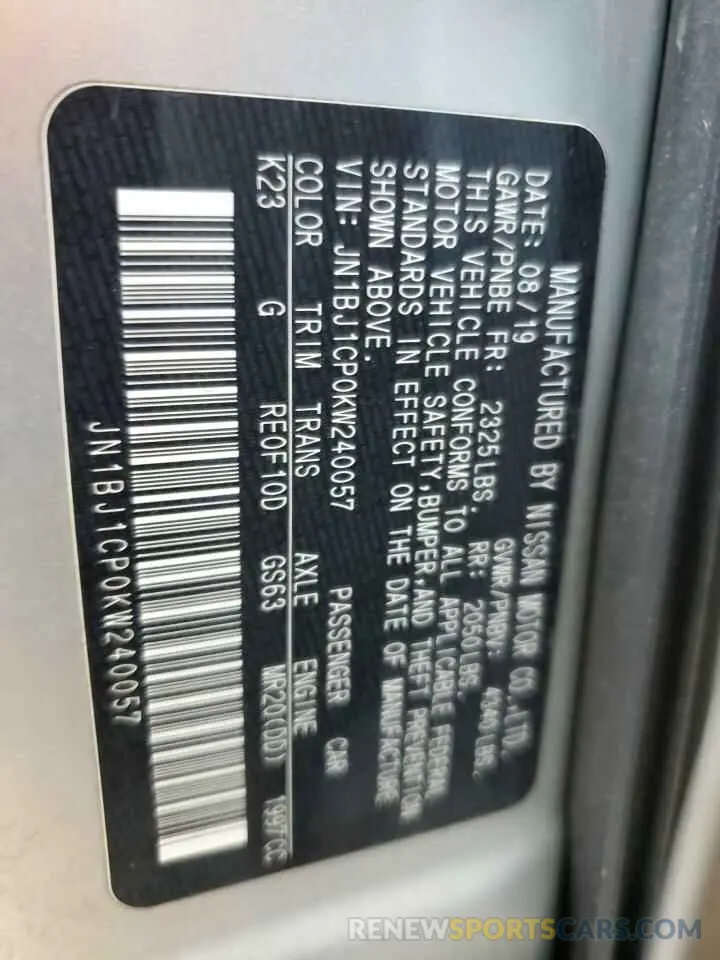 MANUFACTURED BY NISSAN MOTOR CO.,LTD.
DATE: 08/19 GVWR/PNBV:
GAWR/PNBE FR: 2325LBS. RR: 2050LBS.
THIS VEHICLE CONFORMS TO ALL APPLICABLE FEDERAL
MOTOR VEHICLE SAFETY,BUMPER,AND THEFT PREVENTION
STANDARDS IN EFFECT ON THE DATE OF MANUFACTURE
SHOWN ABOVE.
VIN: JN1BJ1CP0KW240057 PASSENGER CAR
COLOR TRIM TRANS AXLE ENGINE
K23 G RE0F10D GS63 MR20(DD) 1997CC
JN1BJ1CP0KW240057
RENEWSPORTSCARS.COM